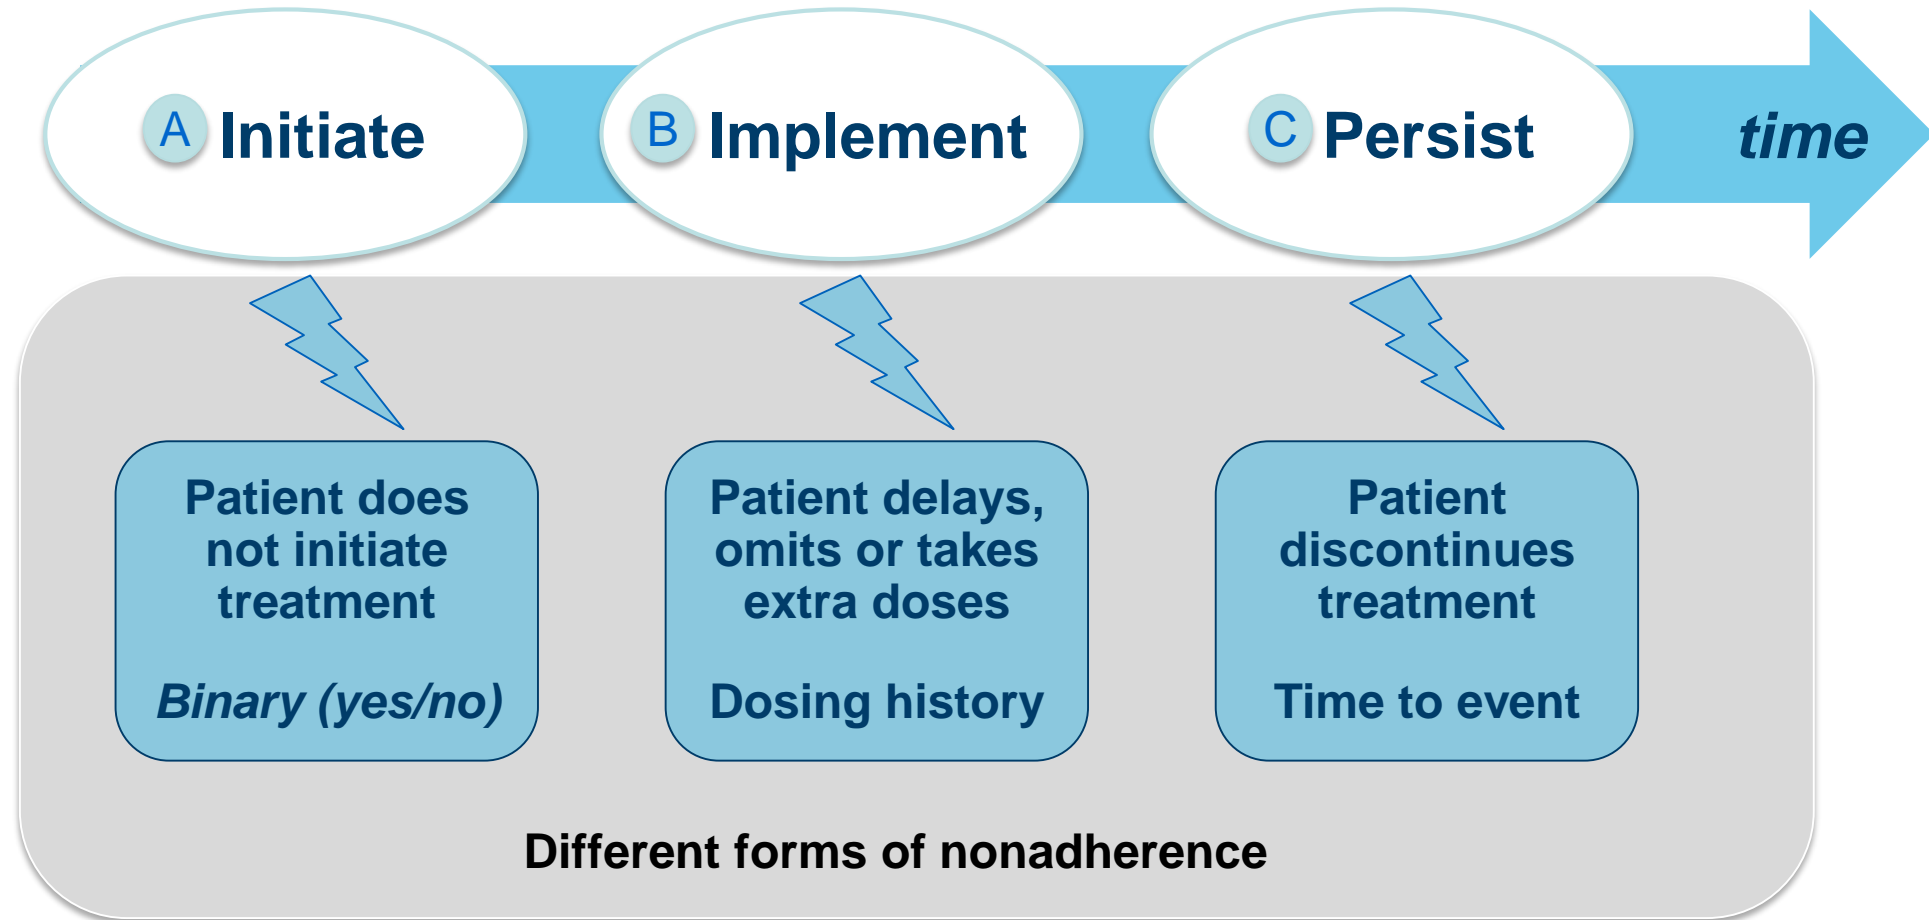 A Initiate
B Implement
C Persist
time
Patient does
not initiate
treatment
Binary (yes/no)
Patient delays,
omits or takes
extra doses
Dosing history
Patient
discontinues
treatment
Time to event
Different forms of nonadherence